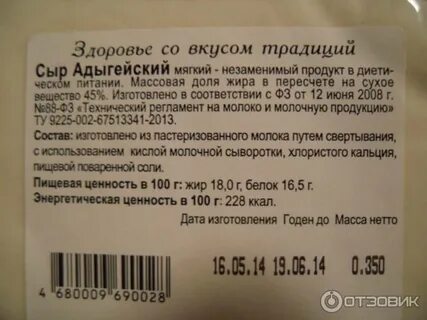 Здоровье со вкусом традиций
Сыр Адыгейский мягкий - незаменимый продукт в диети-
ческом питании. Массовая доля жира в пересчете на сухое
вещество 45%. Изготовлено в соответствии с ФЗ от 12 июня 2008 г.
№88-ФЗ «Технический регламент на молоко и молочную продукцию»
ТУ 9225-002-67513341-2013.
Состав: изготовлено из пастеризованного молока путем свертывания,
с использованием кислой молочной сыворотки, хлористого кальция,
пищевой поваренной соли.
Пищевая ценность в 100 г: жир 18,0 г, белок 16,5 г.
Энергетическая ценность в 100 г: 228 ккал.
Дата изготовления Годен до Масса нетто
16.05.14 19.06.14 0.350
4 680009 690028
ОТЗОВИК